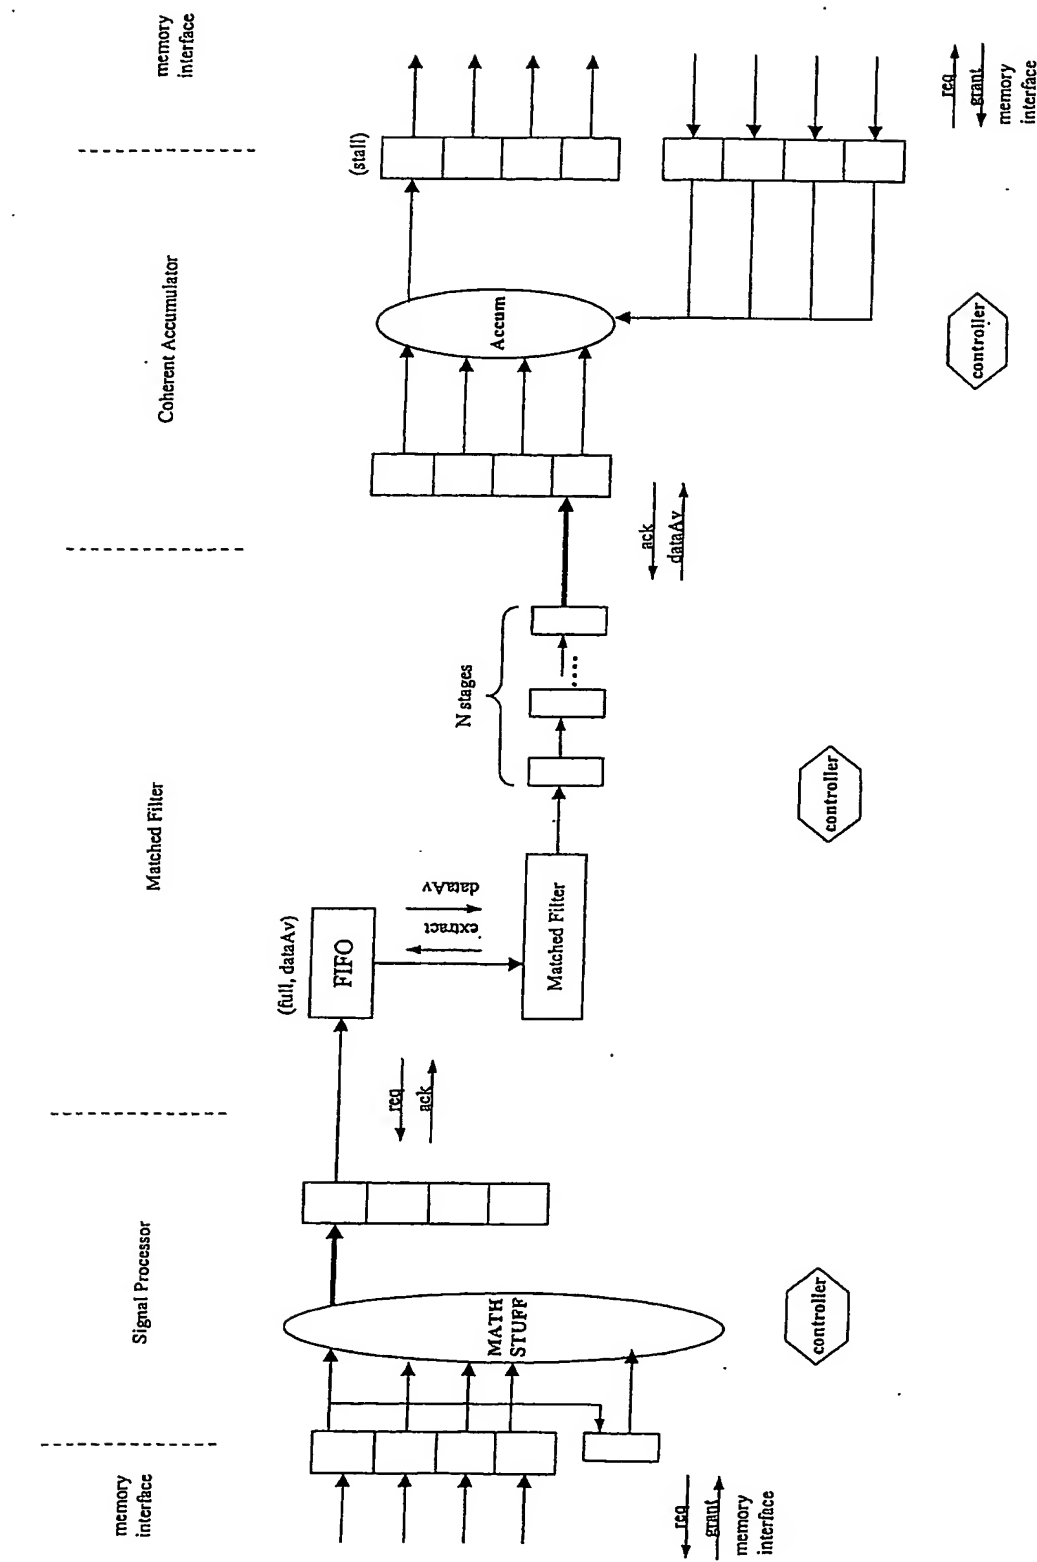 memory
interface
Signal Processor
Matched Filter
Coherent Accumulator
memory
interface
MATH
STUFF
req
ack
(full, dataAv)
FIFO
extract
dataAv
Matched Filter
N stages
ack
dataAv
Accum
(stall)
req
grant
memory
interface
controller
controller
controller
req
grant
memory
interface